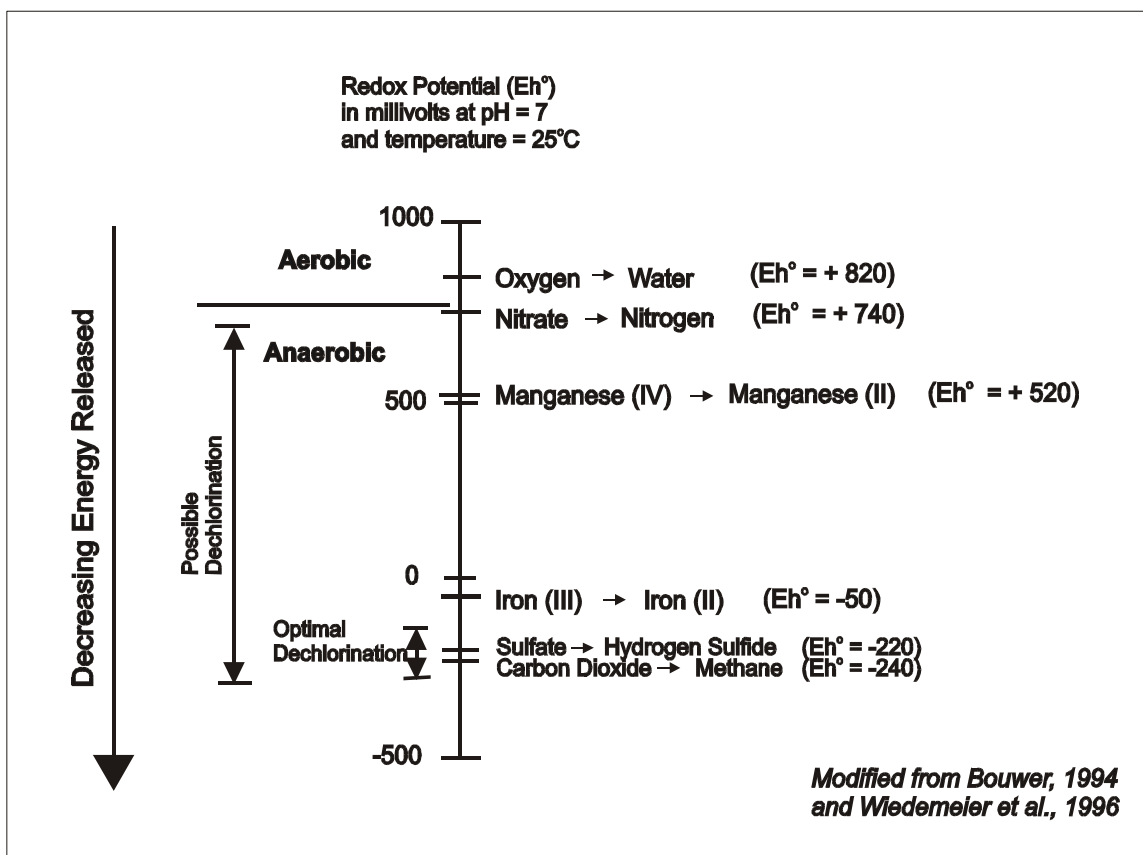 Redox Potential (Eh°)
in millivolts at pH = 7
and temperature = 25°C
1000
Aerobic
Oxygen → Water (Eh° = + 820)
Nitrate → Nitrogen (Eh° = + 740)
Anaerobic
500
Manganese (IV) → Manganese (II) (Eh° = + 520)
Decreasing Energy Released
Possible
Dechlorination
0
Iron (III) → Iron (II) (Eh° = -50)
Optimal
Dechlorination
Sulfate → Hydrogen Sulfide (Eh° = -220)
Carbon Dioxide → Methane (Eh° = -240)
-500
Modified from Bouwer, 1994
and Wiedemeier et al., 1996